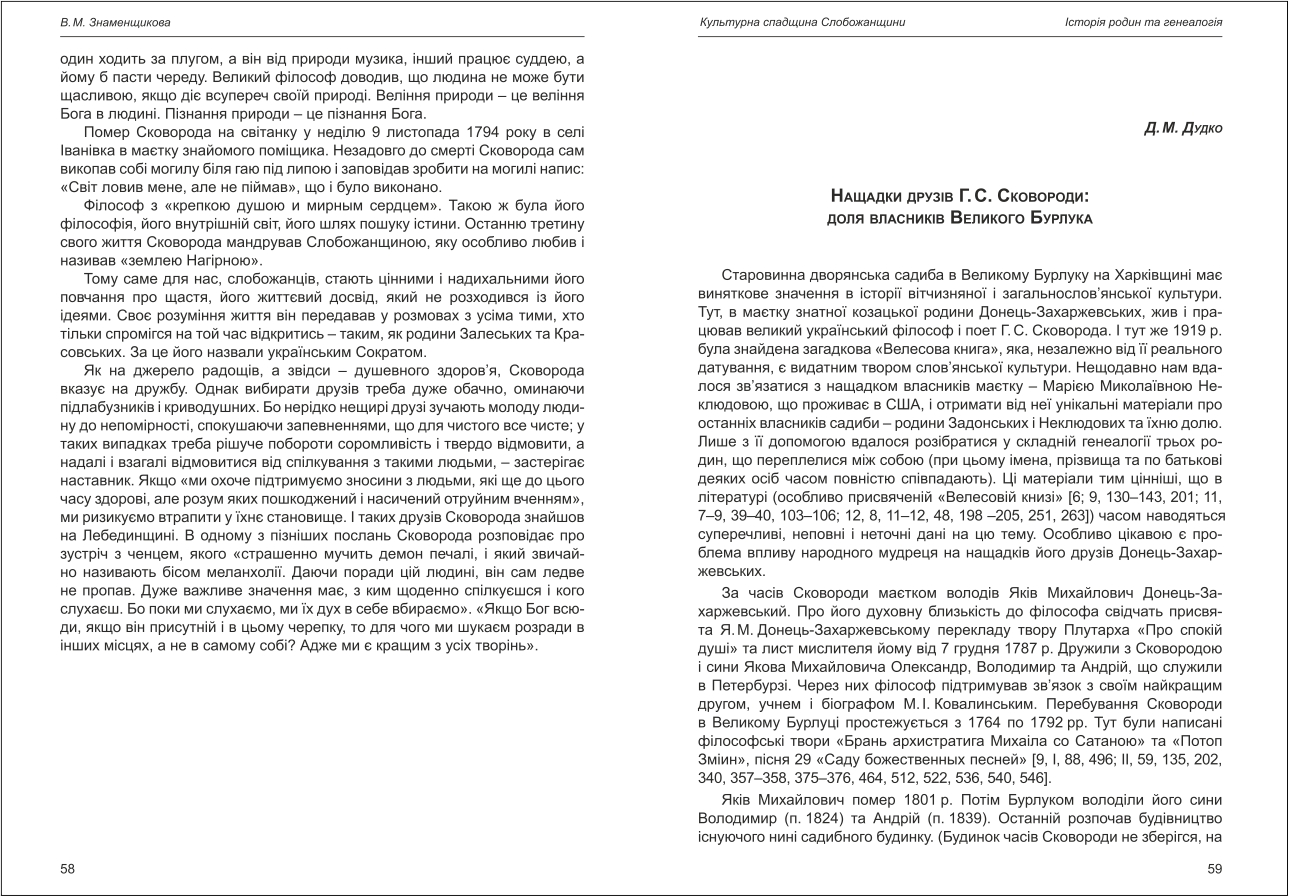 В. М. Знаменщикова
один ходить за плугом, а він від природи музика, інший працює суддею, а
йому б пасти череду. Великий філософ доводив, що людина не може бути
щасливою, якщо діє всупереч своїй природі. Веління природи – це веління
Бога в людині. Пізнання природи – це пізнання Бога.
Помер Сковорода на світанку у неділю 9 листопада 1794 року в селі
Іванівка в маєтку знайомого поміщика. Незадовго до смерті Сковорода сам
викопав собі могилу біля гаю під липою і заповідав зробити на могилі напис:
«Світ ловив мене, але не піймав», що і було виконано.
Філософ з «крепкою душою и мирным сердцем». Такою ж була його
філософія, його внутрішній світ, його шлях пошуку істини. Останню третину
свого життя Сковорода мандрував Слобожанщиною, яку особливо любив і
називав «землею Нагірною».
Тому саме для нас, слобожанців, стають цінними і надихальними його
повчання про щастя, його життєвий досвід, який не розходився із його
ідеями. Своє розуміння життя він передавав у розмовах з усіма тими, хто
тільки спромігся на той час відкритись – таким, як родини Залеських та Кра-
совських. За це його назвали українським Сократом.
Як на джерело радощів, а звідси – душевного здоров’я, Сковорода
вказує на дружбу. Однак вибирати друзів треба дуже обачно, оминаючи
підлабузників і криводушних. Бо нерідко нещирі друзі зучають молоду люди-
ну до непомірності, спокушаючи запевненнями, що для чистого все чисте; у
таких випадках треба рішуче побороти соромливість і твердо відмовити, а
надалі і взагалі відмовитися від спілкування з такими людьми, – застерігає
наставник. Якщо «ми охоче підтримуємо зносини з людьми, які ще до цього
часу здорові, але розум яких пошкоджений і насичений отруйним вченням»,
ми ризикуємо втрапити у їхнє становище. І таких друзів Сковорода знайшов
на Лебединщині. В одному з пізніших послань Сковорода розповідає про
зустріч з ченцем, якого «страшенно мучить демон печалі, і який звичай-
но називають бісом меланхолії. Даючи поради цій людині, він сам ледве
не пропав. Дуже важливе значення має, з ким щоденно спілкуєшся і кого
слухаєш. Бо поки ми слухаємо, ми їх дух в себе вбираємо». «Якщо Бог всю-
ди, якщо він присутній і в цьому черепку, то для чого ми шукаєм розради в
інших місцях, а не в самому собі? Адже ми є кращим з усіх творінь».
58
Культурна спадщина Слобожанщини Історія родин та генеалогія
Д. М. Дудко
Нащадки друзів Г. С. Сковороди:
доля власників Великого Бурлука
Старовинна дворянська садиба в Великому Бурлуку на Харківщині має
виняткове значення в історії вітчизняної і загальнослов’янської культури.
Тут, в маєтку знатної козацької родини Донець-Захаржевських, жив і пра-
цював великий український філософ і поет Г. С. Сковорода. І тут же 1919 р.
була знайдена загадкова «Велесова книга», яка, незалежно від її реального
датування, є видатним твором слов’янської культури. Нещодавно нам вда-
лося зв’язатися з нащадком власників маєтку – Марією Миколаївною Не-
клюдовою, що проживає в США, і отримати від неї унікальні матеріали про
останніх власників садиби – родини Задонських і Неклюдових та їхню долю.
Лише з її допомогою вдалося розібратися у складній генеалогії трьох ро-
дин, що переплелися між собою (при цьому імена, прізвища та по батькові
деяких осіб часом повністю співпадають). Ці матеріали тим цінніші, що в
літературі (особливо присвяченій «Велесовій книзі» [6; 9, 130–143, 201; 11,
7–9, 39–40, 103–106; 12, 8, 11–12, 48, 198 –205, 251, 263]) часом наводяться
суперечливі, неповні і неточні дані на цю тему. Особливо цікавою є про-
блема впливу народного мудреця на нащадків його друзів Донець-Захар-
жевських.
За часів Сковороди маєтком володів Яків Михайлович Донець-За-
харжевський. Про його духовну близькість до філософа свідчать присвя-
та Я. М. Донець-Захаржевському перекладу твору Плутарха «Про спокій
душі» та лист мислителя йому від 7 грудня 1787 р. Дружили з Сковородою
і сини Якова Михайловича Олександр, Володимир та Андрій, що служили
в Петербурзі. Через них філософ підтримував зв’язок з своїм найкращим
другом, учнем і біографом М. І. Ковалинським. Перебування Сковороди
в Великому Бурлуці простежується з 1764 по 1792 рр. Тут були написані
філософські твори «Брань архистратига Михаіла со Сатаною» та «Потоп
Зміин», пісня 29 «Саду божественных песней» [9, I, 88, 496; II, 59, 135, 202,
340, 357–358, 375–376, 464, 512, 522, 536, 540, 546].
Яків Михайлович помер 1801 р. Потім Бурлуком володіли його сини
Володимир (п. 1824) та Андрій (п. 1839). Останній розпочав будівництво
існуючого нині садибного будинку. (Будинок часів Сковороди не зберігся, на
59